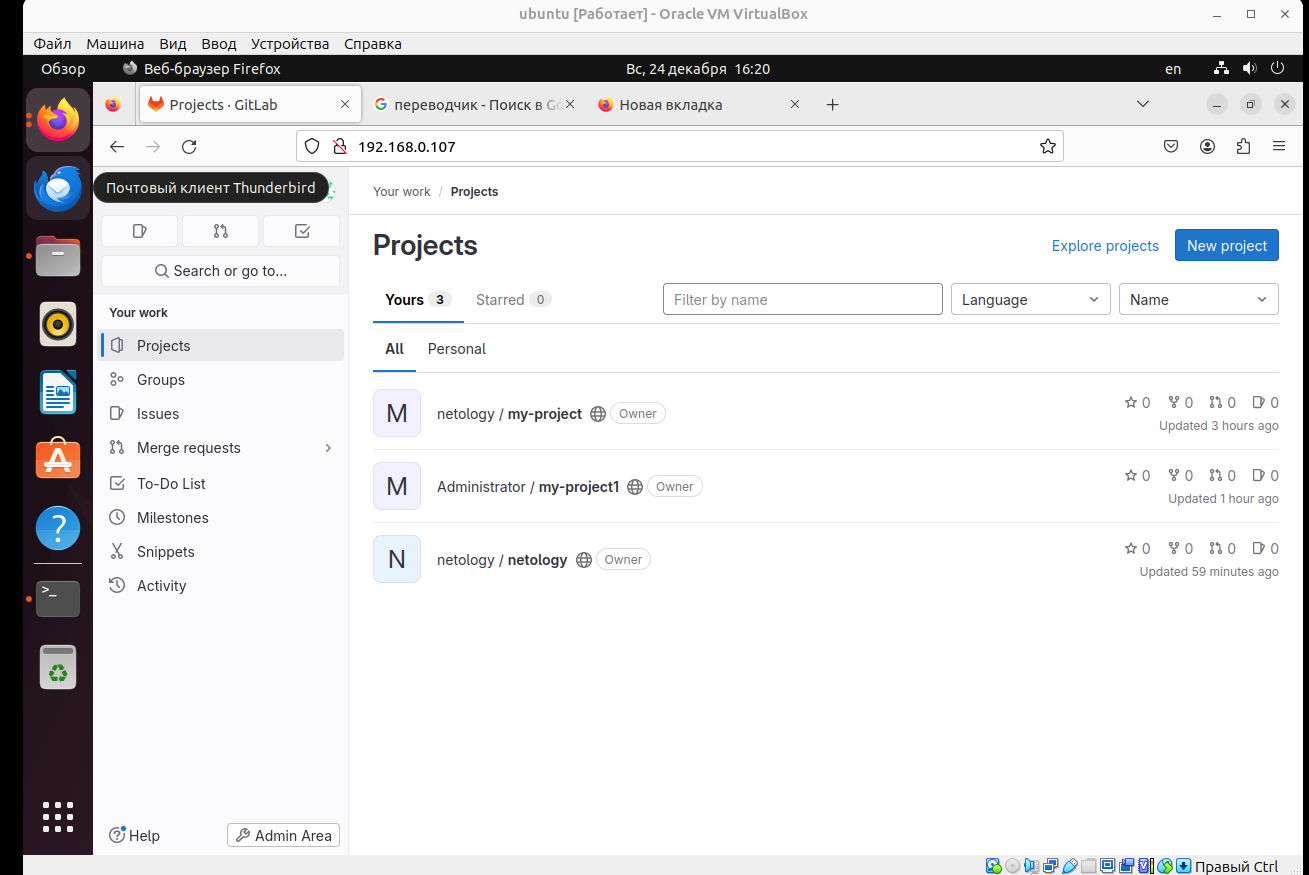 ubuntu [Работает] - Oracle VM VirtualBox
Файл Машина Вид Ввод Устройства Справка
Обзор Веб-браузер Firefox Вс, 24 декабря 16:20 en
Projects · GitLab переводчик - Поиск в Go Новая вкладка
192.168.0.107
Почтовый клиент Thunderbird
Your work / Projects
Projects
Explore projects
New project
Search or go to...
Yours 3 Starred 0
Filter by name
Language
Name
Your work
Projects
Groups
Issues
Merge requests
To-Do List
Milestones
Snippets
Activity
All Personal
M netology / my-project Owner 0 0 0 0
Updated 3 hours ago
M Administrator / my-project1 Owner 0 0 0 0
Updated 1 hour ago
N netology / netology Owner 0 0 0 0
Updated 59 minutes ago
Help
Admin Area
Правый Ctrl